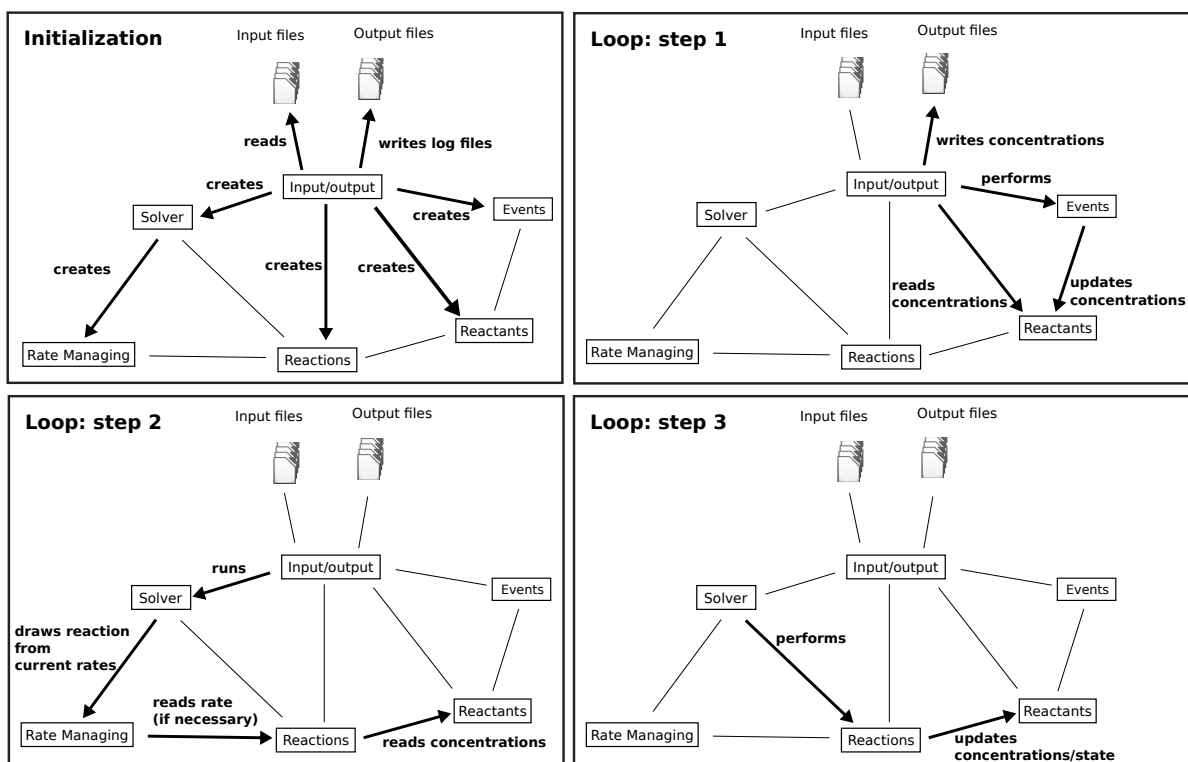 Initialization
Input files
Output files
reads
writes log files
creates
Input/output
Solver
creates
Events
creates
creates
creates
Reactants
Rate Managing
Reactions
Loop: step 1
Input files
Output files
writes concentrations
Input/output
performs
Solver
Events
reads
concentrations
updates
concentrations
Reactants
Rate Managing
Reactions
Loop: step 2
Input files
Output files
runs
Input/output
Solver
Events
draws reaction
from
current rates
reads rate
(if necessary)
Reactants
Rate Managing
Reactions
reads concentrations
Loop: step 3
Input files
Output files
Input/output
Solver
Events
performs
Reactants
Rate Managing
Reactions
updates
concentrations/state